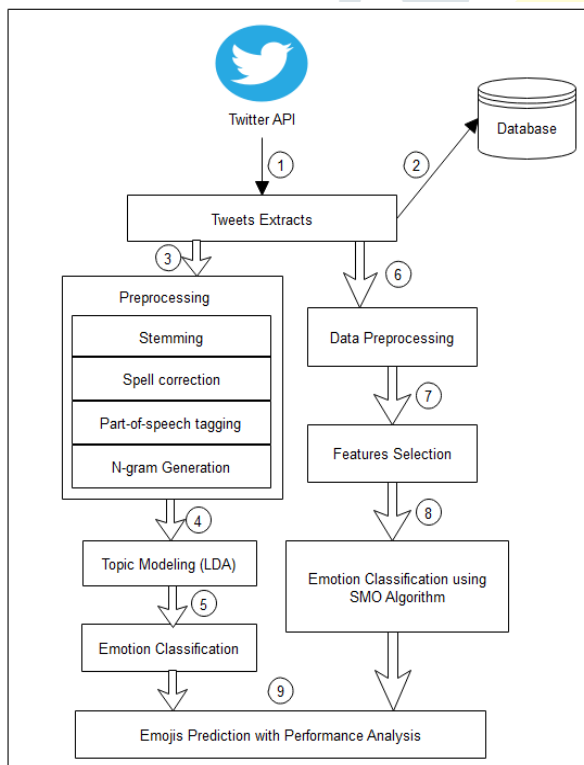 Twitter API
1
2
Database
Tweets Extracts
3
6
Preprocessing
Stemming
Spell correction
Part-of-speech tagging
N-gram Generation
Data Preprocessing
7
Features Selection
4
8
Topic Modeling (LDA)
5
Emotion Classification using
SMO Algorithm
Emotion Classification
9
Emojis Prediction with Performance Analysis